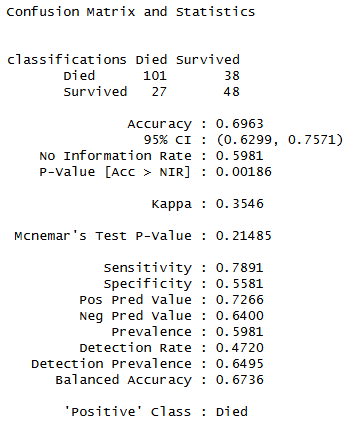 Confusion Matrix and Statistics
classifications Died Survived
Died 101 38
Survived 27 48
Accuracy : 0.6963
95% CI : (0.6299, 0.7571)
No Information Rate : 0.5981
P-Value [Acc > NIR] : 0.00186
Kappa : 0.3546
Mcnemar's Test P-Value : 0.21485
Sensitivity : 0.7891
Specificity : 0.5581
Pos Pred Value : 0.7266
Neg Pred Value : 0.6400
Prevalence : 0.5981
Detection Rate : 0.4720
Detection Prevalence : 0.6495
Balanced Accuracy : 0.6736
'Positive' Class : Died